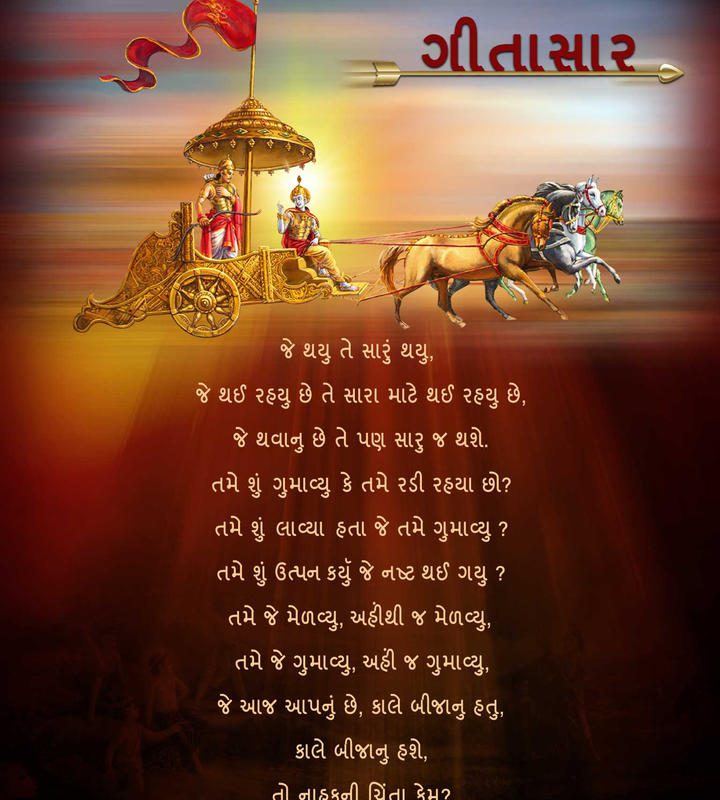 ગીતાસાર
જે થયુ તે સારું થયુ,
જે થઈ રહયુ છે તે સારા માટે થઈ રહયુ છે,
જે થવાનુ છે તે પણ સારુ જ થશે.
તમે શું ગુમાવ્યુ કે તમે રડી રહયા છો?
તમે શું લાવ્યા હતા જે તમે ગુમાવ્યુ ?
તમે શું ઉત્પન કર્યુ જે નષ્ટ થઈ ગયુ ?
તમે જે મેળવ્યુ, અહીંથી જ મેળવ્યુ,
તમે જે ગુમાવ્યુ, અહીં જ ગુમાવ્યુ,
જે આજ આપનું છે, કાલે બીજાનુ હતુ,
કાલે બીજાનુ હશે,
તો નાહકની ચિંતા કેમ?